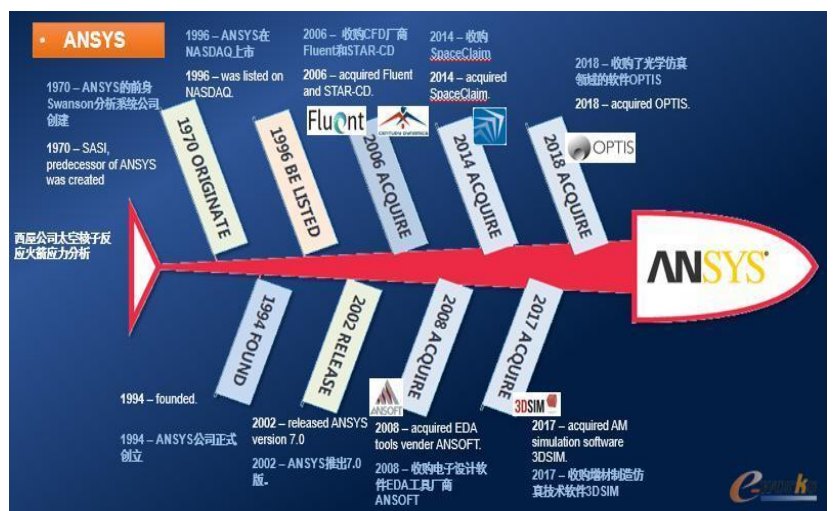 ANSYS
1970 – ANSYS的前身
Swanson分析系统公司
创建
1970 – SASI,
predecessor of ANSYS
was created
1996 – ANSYS在
NASDAQ上市
1996 – was listed on
NASDAQ.
2006 – 收购CFD厂商
Fluent和STAR-CD
2006 – acquired Fluent
and STAR-CD.
Fluent
CENTURY DYNAMICS
2014 – 收购
SpaceClaim
2014 – acquired
SpaceClaim.
2018 – 收购了光学仿真
领域的软件OPTIS
2018 – acquired OPTIS.
OPTIS
1970 ORIGINATE
1996 BE LISTED
2006 ACQUIRE
2014 ACQUIRE
2018 ACQUIRE
西屋公司太空核子反
应火箭应力分析
ANSYS
1994 FOUND
2002 RELEASE
2008 ACQUIRE
2017 ACQUIRE
1994 – founded.
1994 – ANSYS公司正式
创立
2002 – released ANSYS
version 7.0
2002 – ANSYS推出7.0
版。
ANSOFT
2008 – acquired EDA
tools vender ANSOFT.
2008 – 收购电子设计软
件EDA工具厂商
ANSOFT
3DSIM
2017 – acquired AM
simulation software
3DSIM.
2017 – 收购增材制造仿
真技术软件3DSIM